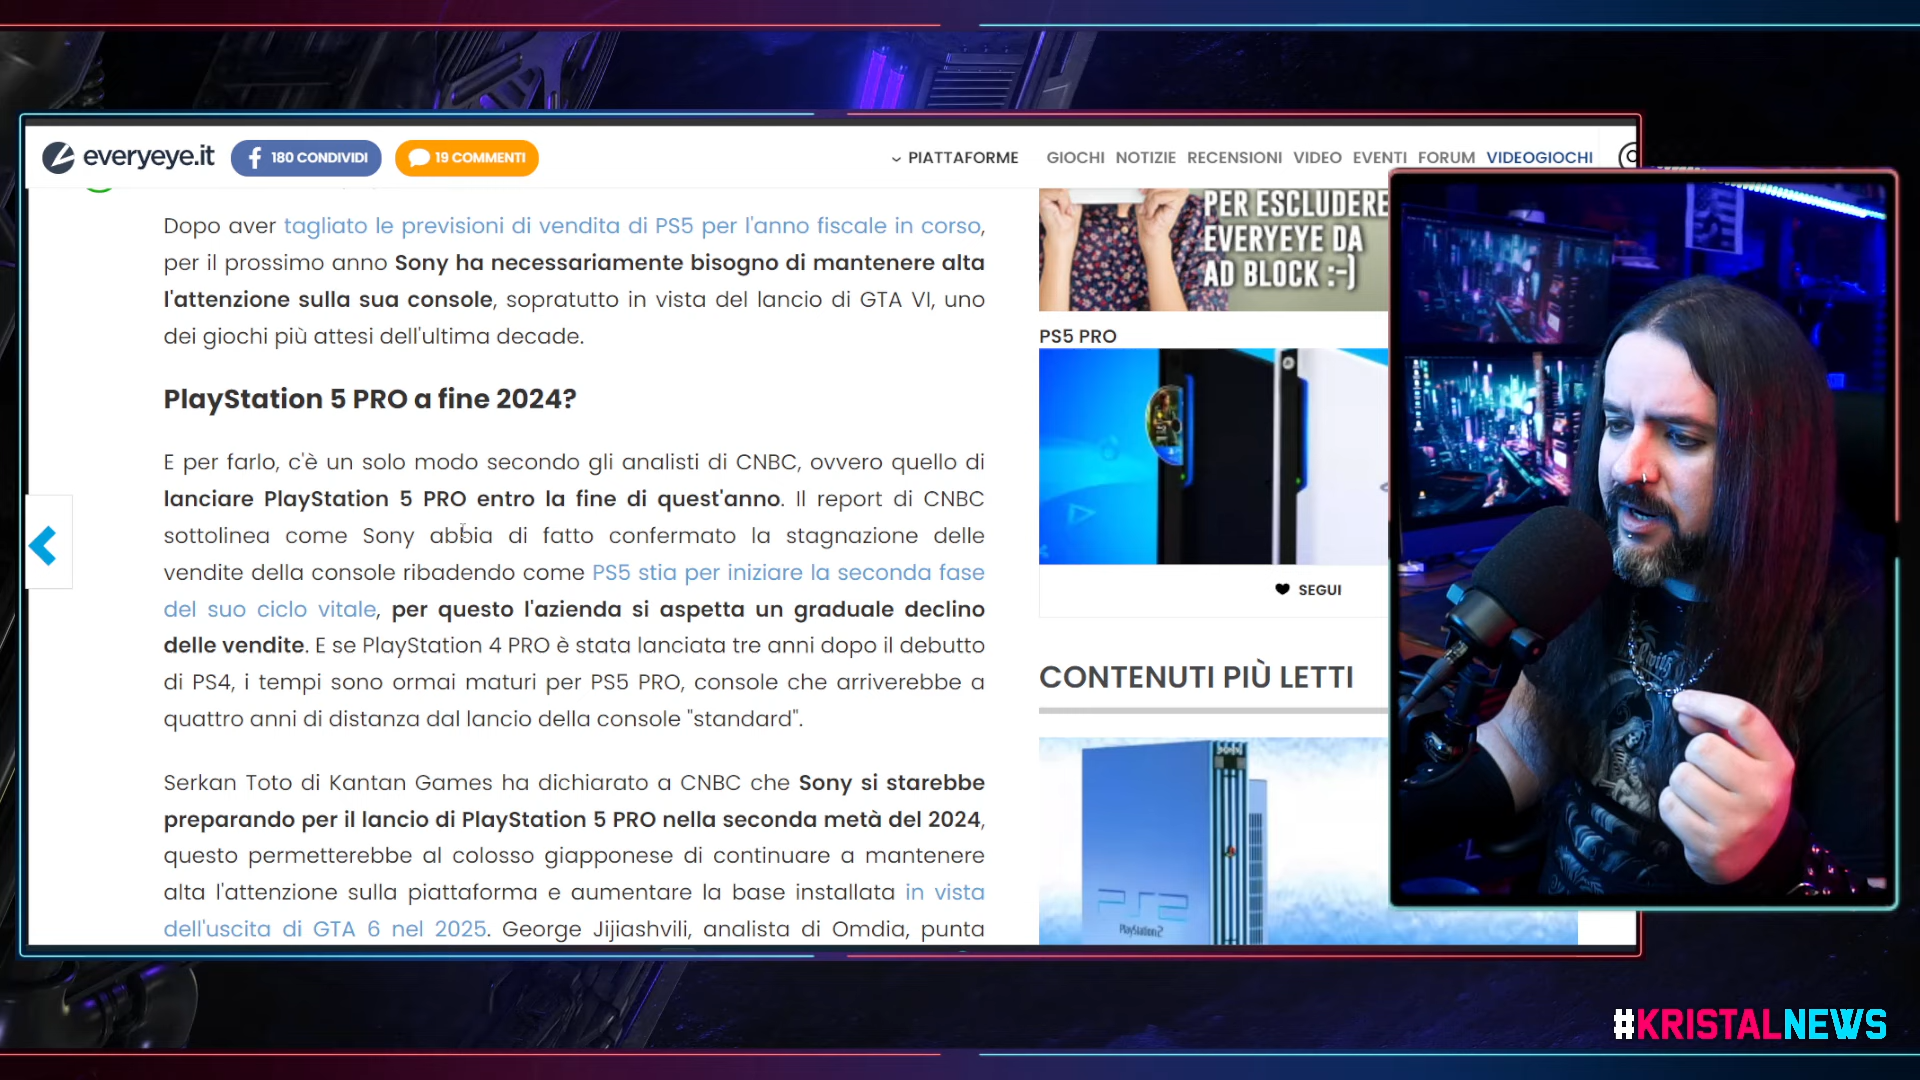 everyeye.it
180 CONDIVIDI
19 COMMENTI
PIATTAFORME
GIOCHI NOTIZIE RECENSIONI VIDEO EVENTI FORUM VIDEOGIOCHI
Dopo aver tagliato le previsioni di vendita di PS5 per l'anno fiscale in corso,
per il prossimo anno Sony ha necessariamente bisogno di mantenere alta
l'attenzione sulla sua console, sopratutto in vista del lancio di GTA VI, uno
dei giochi più attesi dell'ultima decade.
PlayStation 5 PRO a fine 2024?
E per farlo, c'è un solo modo secondo gli analisti di CNBC, ovvero quello di
lanciare PlayStation 5 PRO entro la fine di quest'anno. Il report di CNBC
sottolinea come Sony abbia di fatto confermato la stagnazione delle
vendite della console ribadendo come PS5 stia per iniziare la seconda fase
del suo ciclo vitale, per questo l'azienda si aspetta un graduale declino
delle vendite. E se PlayStation 4 PRO è stata lanciata tre anni dopo il debutto
di PS4, i tempi sono ormai maturi per PS5 PRO, console che arriverebbe a
quattro anni di distanza dal lancio della console "standard".
Serkan Toto di Kantan Games ha dichiarato a CNBC che Sony si starebbe
preparando per il lancio di PlayStation 5 PRO nella seconda metà del 2024,
questo permetterebbe al colosso giapponese di continuare a mantenere
alta l'attenzione sulla piattaforma e aumentare la base installata in vista
dell'uscita di GTA 6 nel 2025. George Jijiashvili, analista di Omdia, punta
PER ESCLUDERE
EVERYEYE DA
AD BLOCK :-)
PS5 PRO
SEGUI
CONTENUTI PIÙ LETTI
PS2
PlayStation 2
#KRISTALNEWS